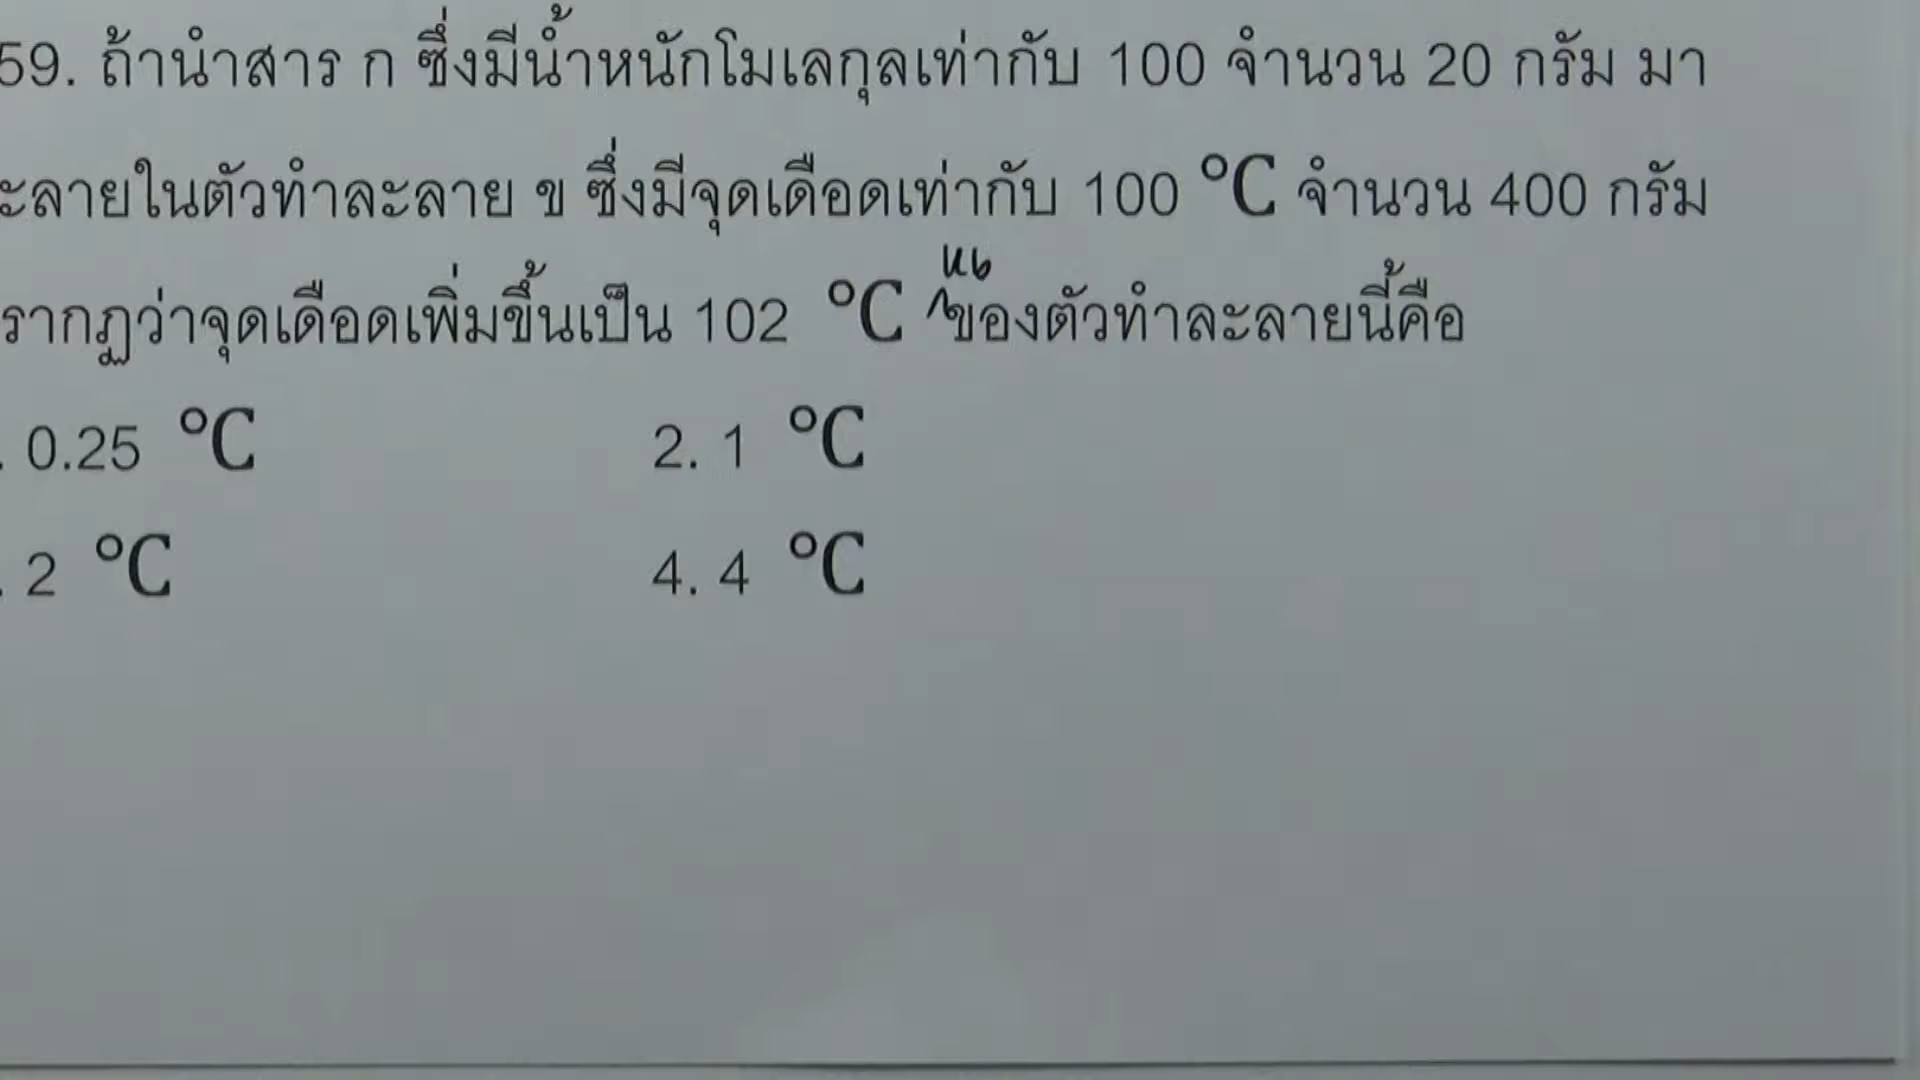 59. ถ้านำสาร ก ซึ่งมีน้ำหนักโมเลกุลเท่ากับ 100 จำนวน 20 กรัม มา
ะลายในตัวทำละลาย ข ซึ่งมีจุดเดือดเท่ากับ 100 °C จำนวน 400 กรัม
รากฏว่าจุดเดือดเพิ่มขึ้นเป็น 102 °C kb ของตัวทำละลายนี้คือ
. 0.25 °C 2. 1 °C
. 2 °C 4. 4 °C